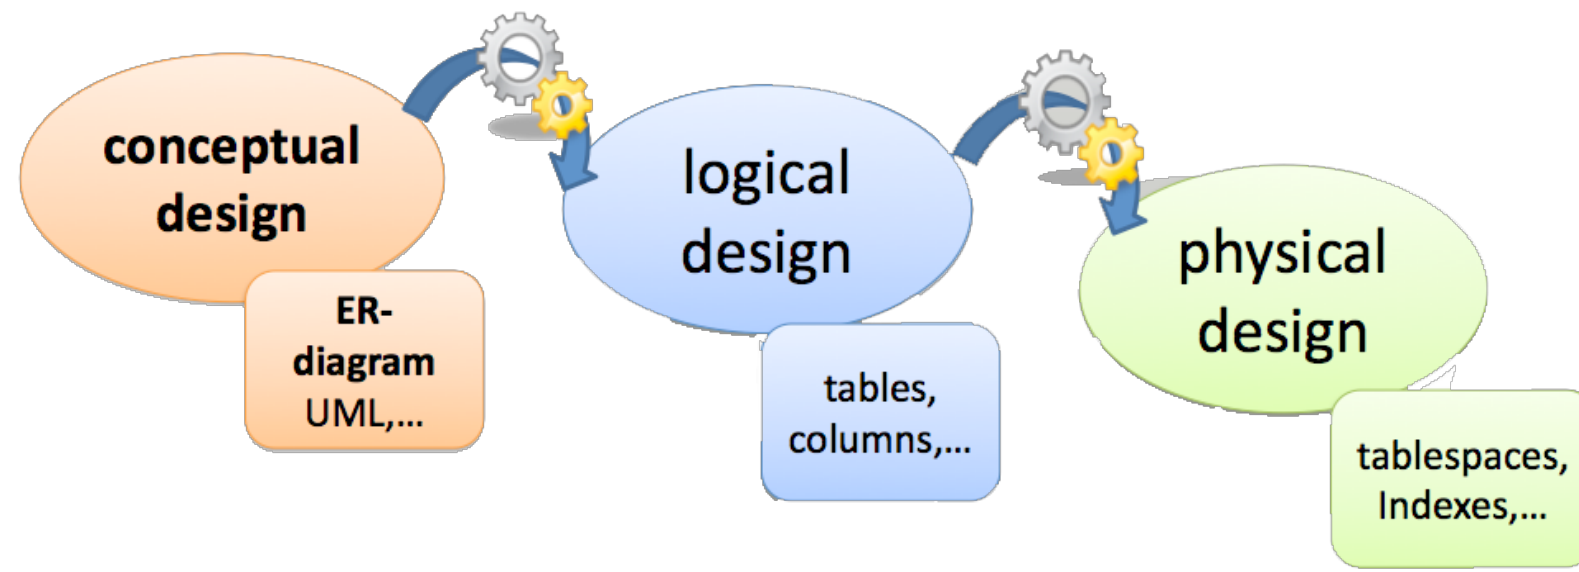 conceptual
design
ER-
diagram
UML,...
logical
design
tables,
columns,...
physical
design
tablespaces,
Indexes,...